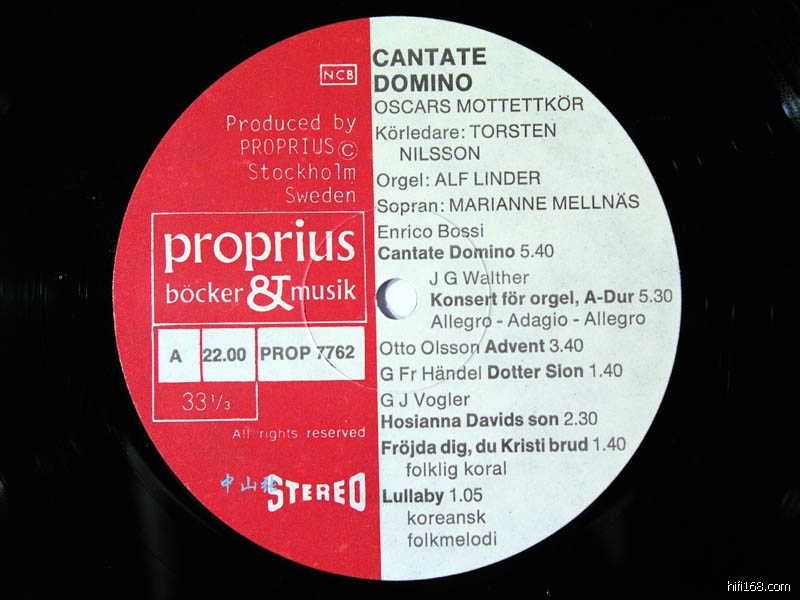 NCB
Produced by
PROPRIUS ©
Stockholm
Sweden
proprius
böcker & musik
A 22.00 PROP 7762
33 1/3
All rights reserved
中山
STEREO
CANTATE
DOMINO
OSCARS MOTTETTKÖR
Körledare: TORSTEN
NILSSON
Orgel: ALF LINDER
Sopran: MARIANNE MELLNÄS
Enrico Bossi
Cantate Domino 5.40
J G Walther
Konsert för orgel, A-Dur 5.30
Allegro - Adagio - Allegro
Otto Olsson Advent 3.40
G Fr Händel Dotter Sion 1.40
G J Vogler
Hosianna Davids son 2.30
Fröjda dig, du Kristi brud 1.40
folklig koral
Lullaby 1.05
koreansk
folkmelodi
hifi168.com